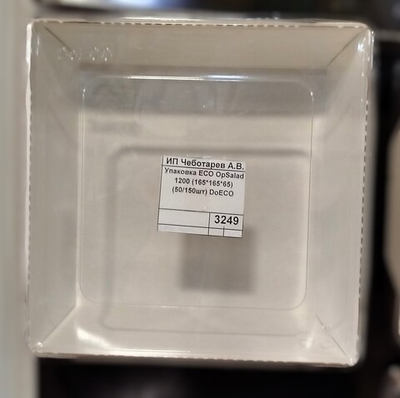 ИП Чеботарев А.В.
Упаковка ECO OpSalad
1200 (165*165*65)
(50/150шт) DoECO
3249